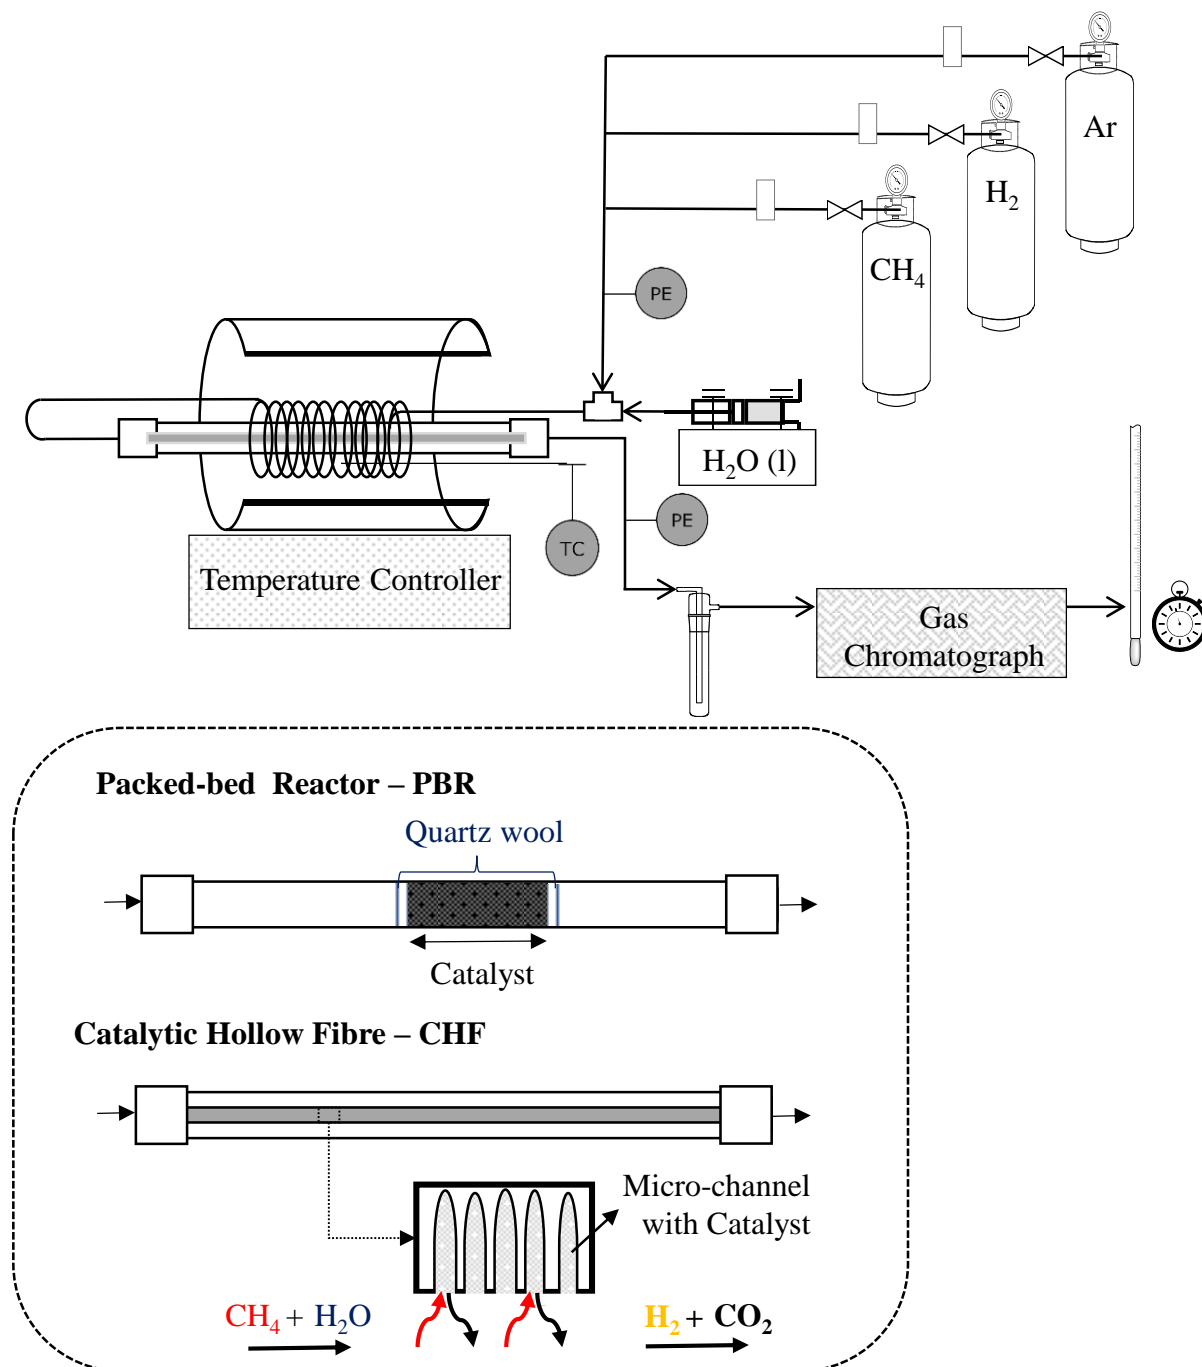 Ar
H₂
CH₄
PE
H₂O (l)
PE
TC
Temperature Controller
Gas
Chromatograph
Packed-bed Reactor – PBR
Quartz wool
Catalyst
Catalytic Hollow Fibre – CHF
Micro-channel
with Catalyst
CH₄ + H₂O
H₂ + CO₂